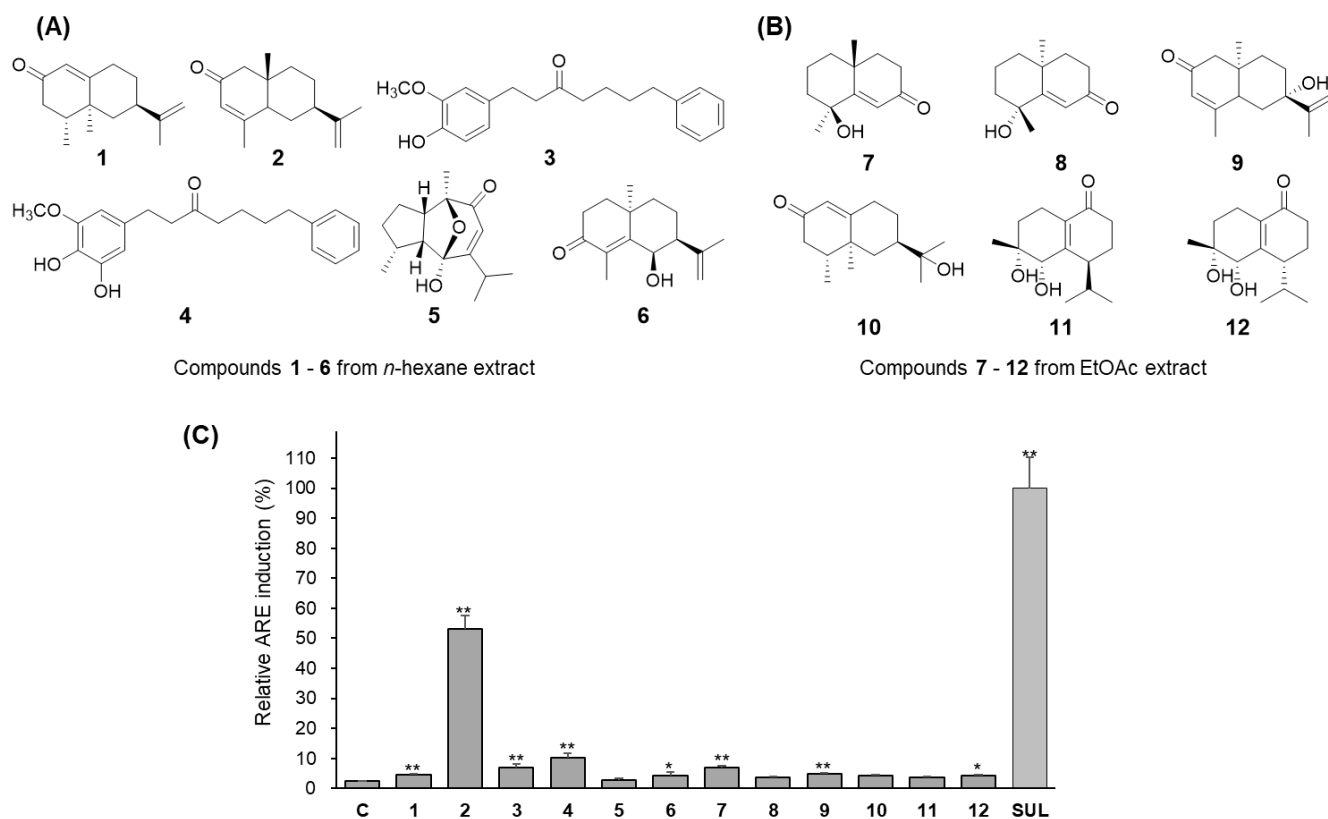 (A)
O
1
O
2
O
H₃CO
HO
3
O
H₃CO
HO
OH
4
H
O
O
H
HO
5
O
OH
6
Compounds 1 - 6 from n-hexane extract
(B)
O
OH
7
O
HO
8
O
OH
9
O
OH
10
O
OH
OH
11
O
OH
OH
12
Compounds 7 - 12 from EtOAc extract
(C)
Relative ARE induction (%)
110
100
90
80
70
60
50
40
30
20
10
0
**
**
**
**
*
**
**
*
**
C 1 2 3 4 5 6 7 8 9 10 11 12 SUL